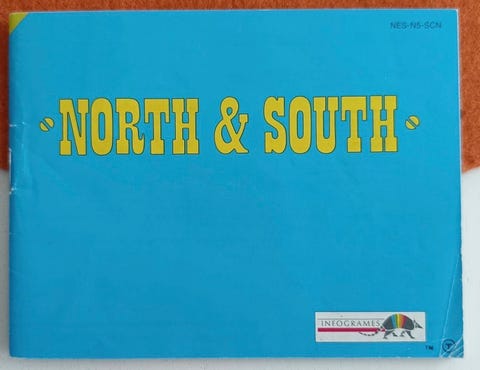 NES-N5-SCN
NORTH & SOUTH
INFOGRAMES
TM